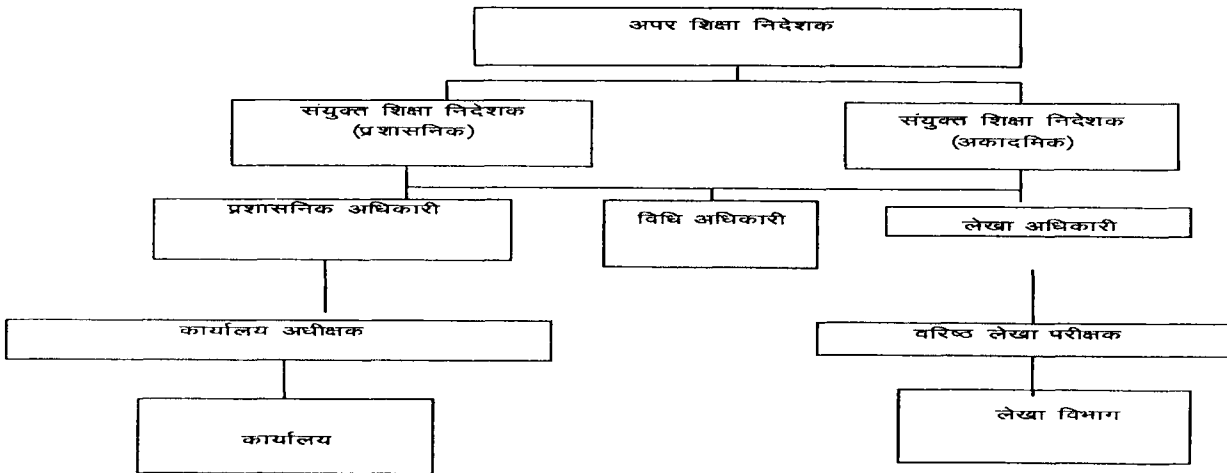 अपर शिक्षा निदेशक
संयुक्त शिक्षा निदेशक
(प्रशासनिक)
संयुक्त शिक्षा निदेशक
(अकादमिक)
प्रशासनिक अधिकारी
विधि अधिकारी
लेखा अधिकारी
कार्यालय अधीक्षक
वरिष्ठ लेखा परीक्षक
कार्यालय
लेखा विभाग